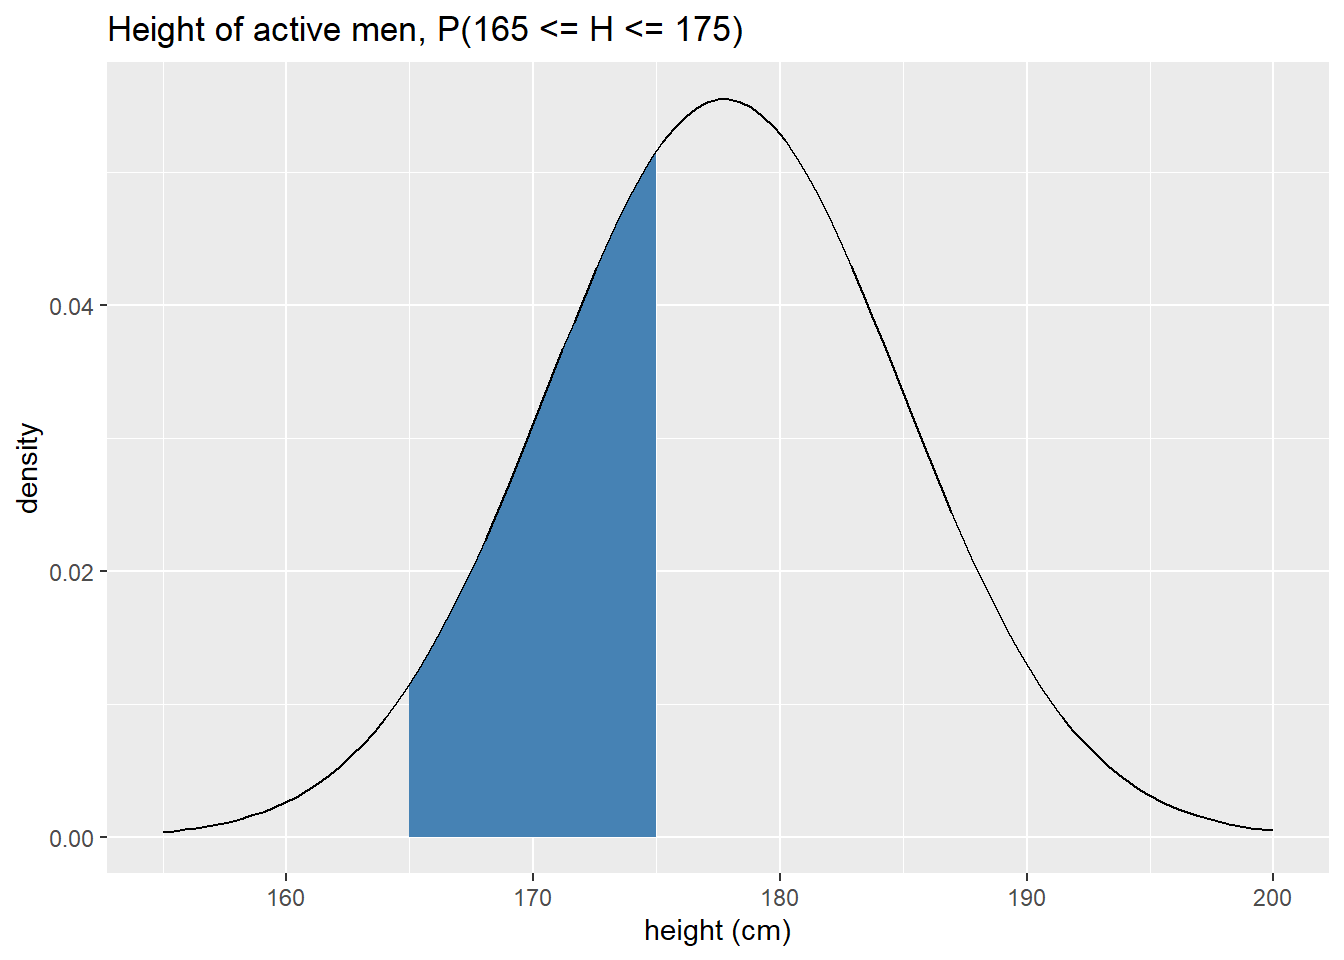 Height of active men, P(165 <= H <= 175)
density
0.04
0.02
0.00
160 170 180 190 200
height (cm)